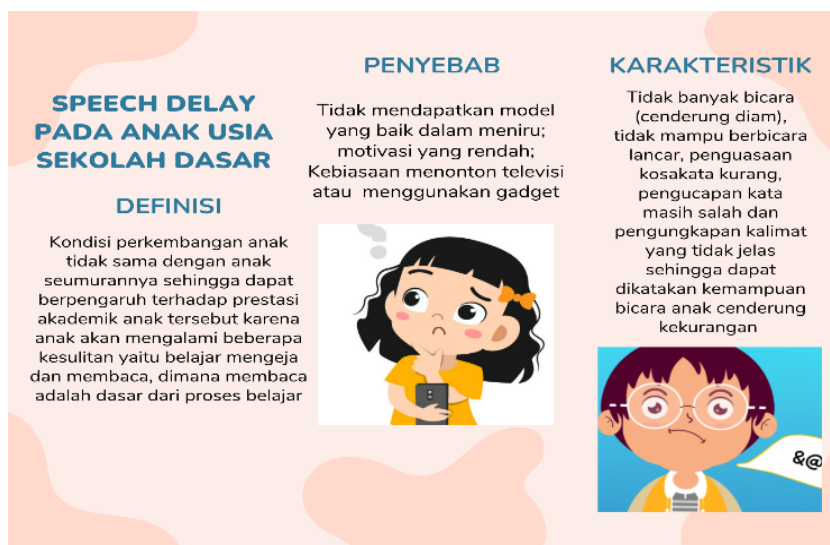 SPEECH DELAY
PADA ANAK USIA
SEKOLAH DASAR
DEFINISI
Kondisi perkembangan anak
tidak sama dengan anak
seumurannya sehingga dapat
berpengaruh terhadap prestasi
akademik anak tersebut karena
anak akan mengalami beberapa
kesulitan yaitu belajar mengeja
dan membaca, dimana membaca
adalah dasar dari proses belajar
PENYEBAB
Tidak mendapatkan model
yang baik dalam meniru;
motivasi yang rendah;
Kebiasaan menonton televisi
atau menggunakan gadget
KARAKTERISTIK
Tidak banyak bicara
(cenderung diam),
tidak mampu berbicara
lancar, penguasaan
kosakata kurang,
pengucapan kata
masih salah dan
pengungkapan kalimat
yang tidak jelas
sehingga dapat
dikatakan kemampuan
bicara anak cenderung
kekurangan
&@